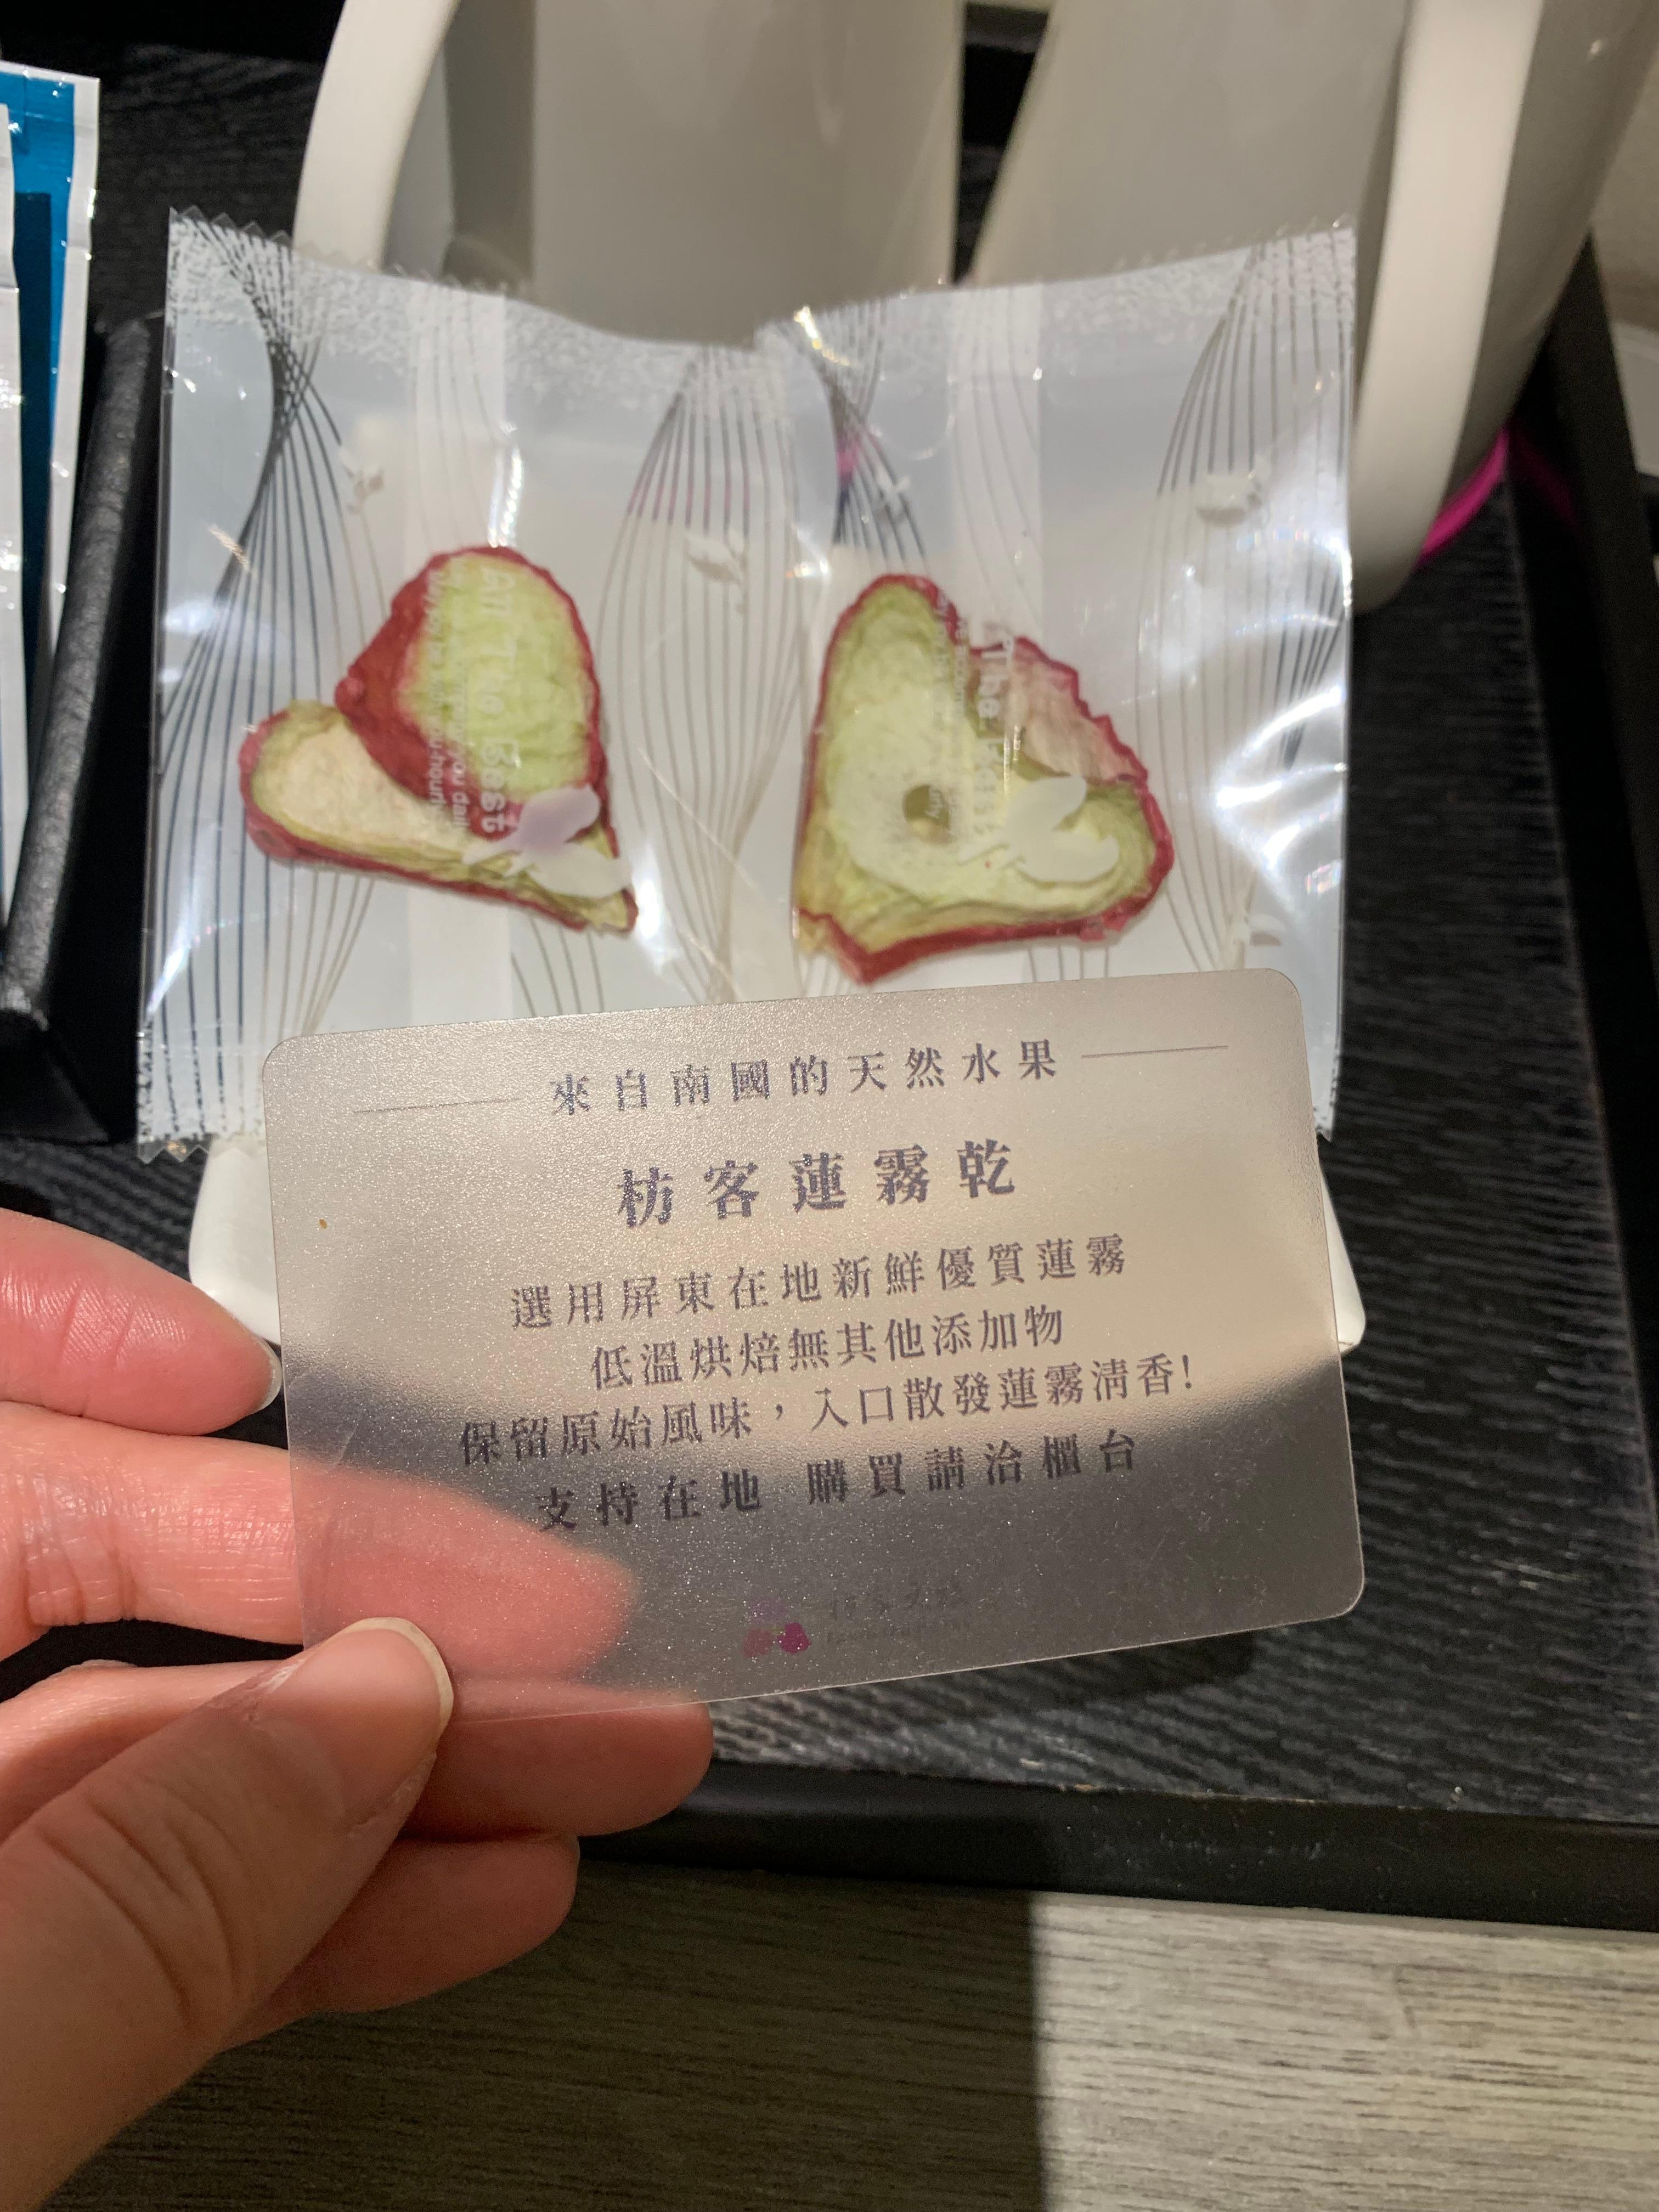 All The Best
來自南國的天然水果
枋客蓮霧乾
選用屏東在地新鮮優質蓮霧
低溫烘焙無其他添加物
保留原始風味，入口散發蓮霧清香!
支持在地 購買請洽櫃台